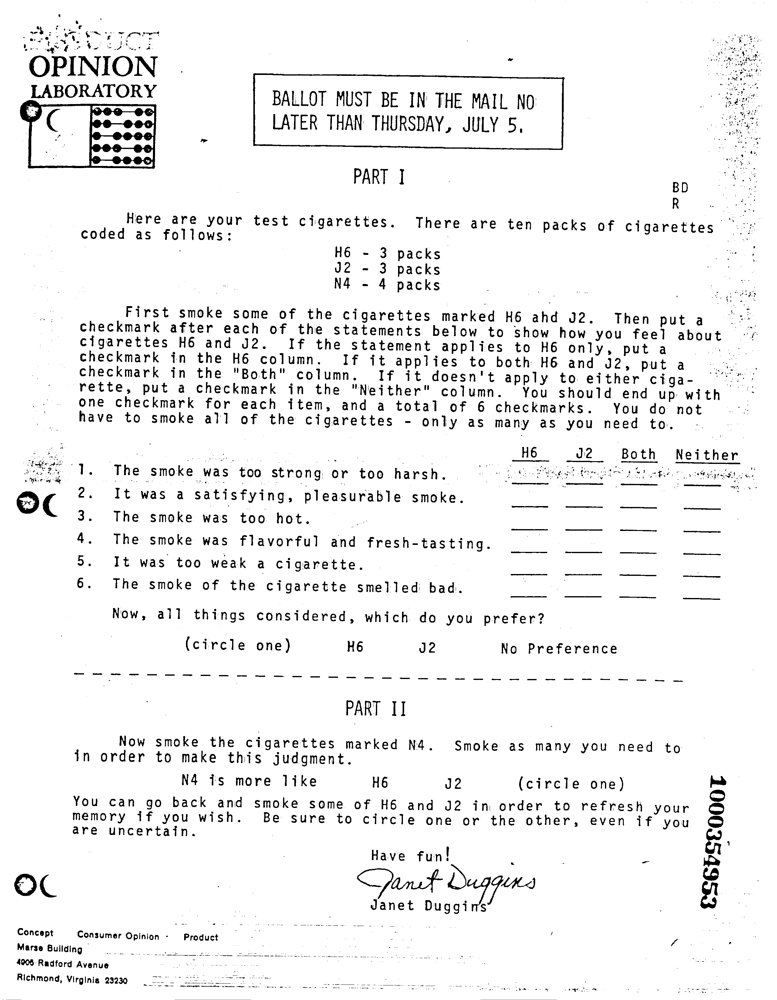 PRODUCT
OPINION
LABORATORY
BALLOT MUST BE IN THE MAIL NO
LATER THAN THURSDAY, JULY 5.
PART I
BD
R
Here are your test cigarettes. There are ten packs of cigarettes
coded as follows:
H6 - 3 packs
J2 - 3 packs
N4 - 4 packs
First smoke some of the cigarettes marked H6 ahd J2. Then put a
checkmark after each of the statements below to show how you feel about
cigarettes H6 and J2. If the statement applies to H6 only, put a
checkmark in the H6 column. If it applies to both H6 and J2, put a
checkmark in the "Both" column. If it doesn't apply to either ciga-
rette, put a checkmark in the "Neither" column. You should end up with
one checkmark for each item, and a total of 6 checkmarks. You do not
have to smoke all of the cigarettes - only as many as you need to.
H6 J2 Both Neither
1. The smoke was too strong or too harsh.
2. It was a satisfying, pleasurable smoke.
3. The smoke was too hot.
4. The smoke was flavorful and fresh-tasting.
5. It was too weak a cigarette.
6. The smoke of the cigarette smelled bad.
Now, all things considered, which do you prefer?
(circle one) H6 J2 No Preference
PART II
Now smoke the cigarettes marked N4. Smoke as many you need to
in order to make this judgment.
N4 is more like H6 J2 (circle one)
You can go back and smoke some of H6 and J2 in order to refresh your
memory if you wish. Be sure to circle one or the other, even if you
are uncertain.
Have fun!
Janet Duggins
Janet Duggins
1000354953
Concept Consumer Opinion · Product
Marse Building
4906 Radford Avenue
Richmond, Virginia 23230